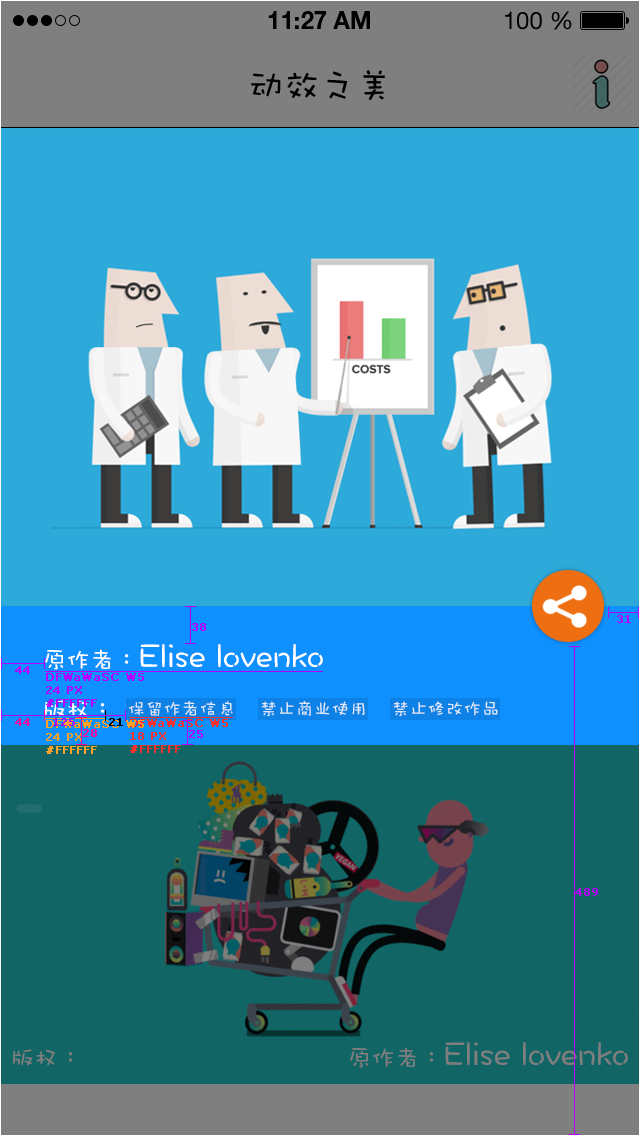 11:27 AM 100 %
动效之美
COSTS
38
31
原作者：Elise lovenko
44
DFWaWaSC W5
24 PX
#FFFFFF
版权： 保留作者信息 禁止商业使用 禁止修改作品
44
21
DFWaWaSC W5
24 PX
#FFFFFF
28
DFWaWaSC W5
18 PX
#FFFFFF
25
VEGAN
489
版权：
原作者：Elise lovenko